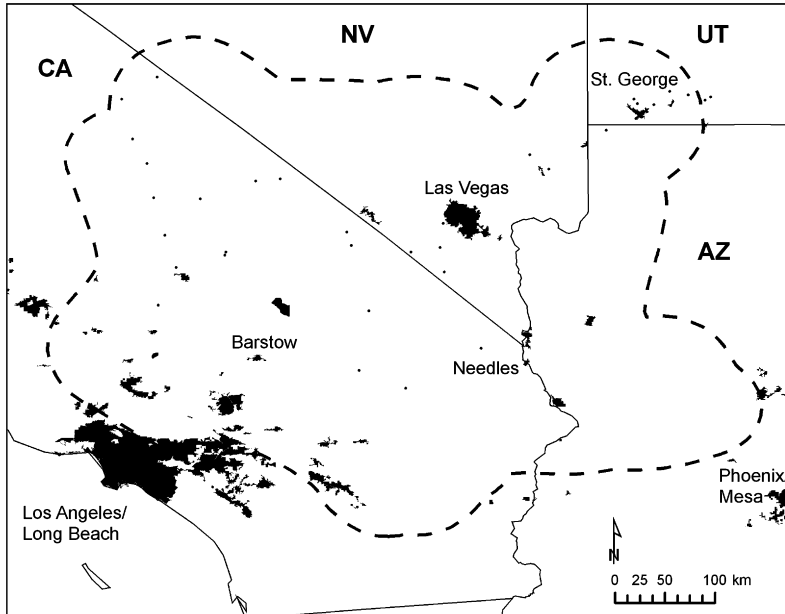 NV
UT
CA
St. George
Las Vegas
AZ
Barstow
Needles
Phoenix/
Mesa
Los Angeles/
Long Beach
N
0 25 50 100 km